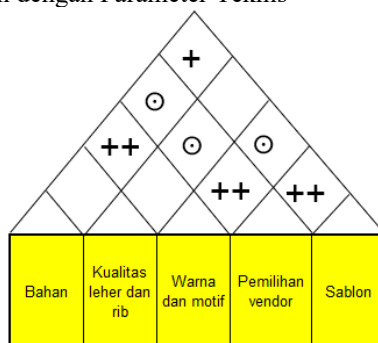 dengan Parameter Teknis
+
⊙
++ ⊙ ⊙
++ ++
Bahan
Kualitas
leher dan
rib
Warna
dan motif
Pemilihan
vendor
Sablon